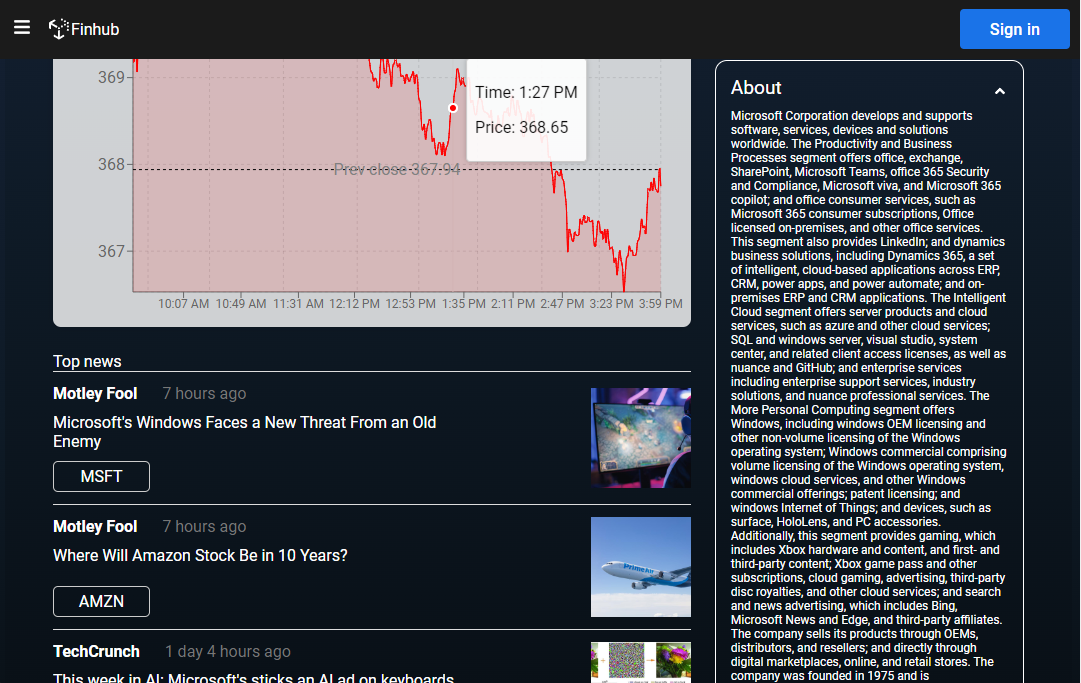 Finhub
Sign in
369
368
367
Time: 1:27 PM
Price: 368.65
Prev close 367.94
10:07 AM 10:49 AM 11:31 AM 12:12 PM 12:53 PM 1:35 PM 2:11 PM 2:47 PM 3:23 PM 3:59 PM
Top news
Motley Fool 7 hours ago
Microsoft's Windows Faces a New Threat From an Old
Enemy
MSFT
Motley Fool 7 hours ago
Where Will Amazon Stock Be in 10 Years?
PrimeAir
AMZN
TechCrunch 1 day 4 hours ago
This week in AI: Microsoft's sticks an AI ad on keyboards
About
Microsoft Corporation develops and supports
software, services, devices and solutions
worldwide. The Productivity and Business
Processes segment offers office, exchange,
SharePoint, Microsoft Teams, office 365 Security
and Compliance, Microsoft viva, and Microsoft 365
copilot; and office consumer services, such as
Microsoft 365 consumer subscriptions, Office
licensed on-premises, and other office services.
This segment also provides LinkedIn; and dynamics
business solutions, including Dynamics 365, a set
of intelligent, cloud-based applications across ERP,
CRM, power apps, and power automate; and on-
premises ERP and CRM applications. The Intelligent
Cloud segment offers server products and cloud
services, such as azure and other cloud services;
SQL and windows server, visual studio, system
center, and related client access licenses, as well as
nuance and GitHub; and enterprise services
including enterprise support services, industry
solutions, and nuance professional services. The
More Personal Computing segment offers
Windows, including windows OEM licensing and
other non-volume licensing of the Windows
operating system; Windows commercial comprising
volume licensing of the Windows operating system,
windows cloud services, and other Windows
commercial offerings; patent licensing; and
windows Internet of Things; and devices, such as
surface, HoloLens, and PC accessories.
Additionally, this segment provides gaming, which
includes Xbox hardware and content, and first- and
third-party content; Xbox game pass and other
subscriptions, cloud gaming, advertising, third-party
disc royalties, and other cloud services; and search
and news advertising, which includes Bing,
Microsoft News and Edge, and third-party affiliates.
The company sells its products through OEMs,
distributors, and resellers; and directly through
digital marketplaces, online, and retail stores. The
company was founded in 1975 and is